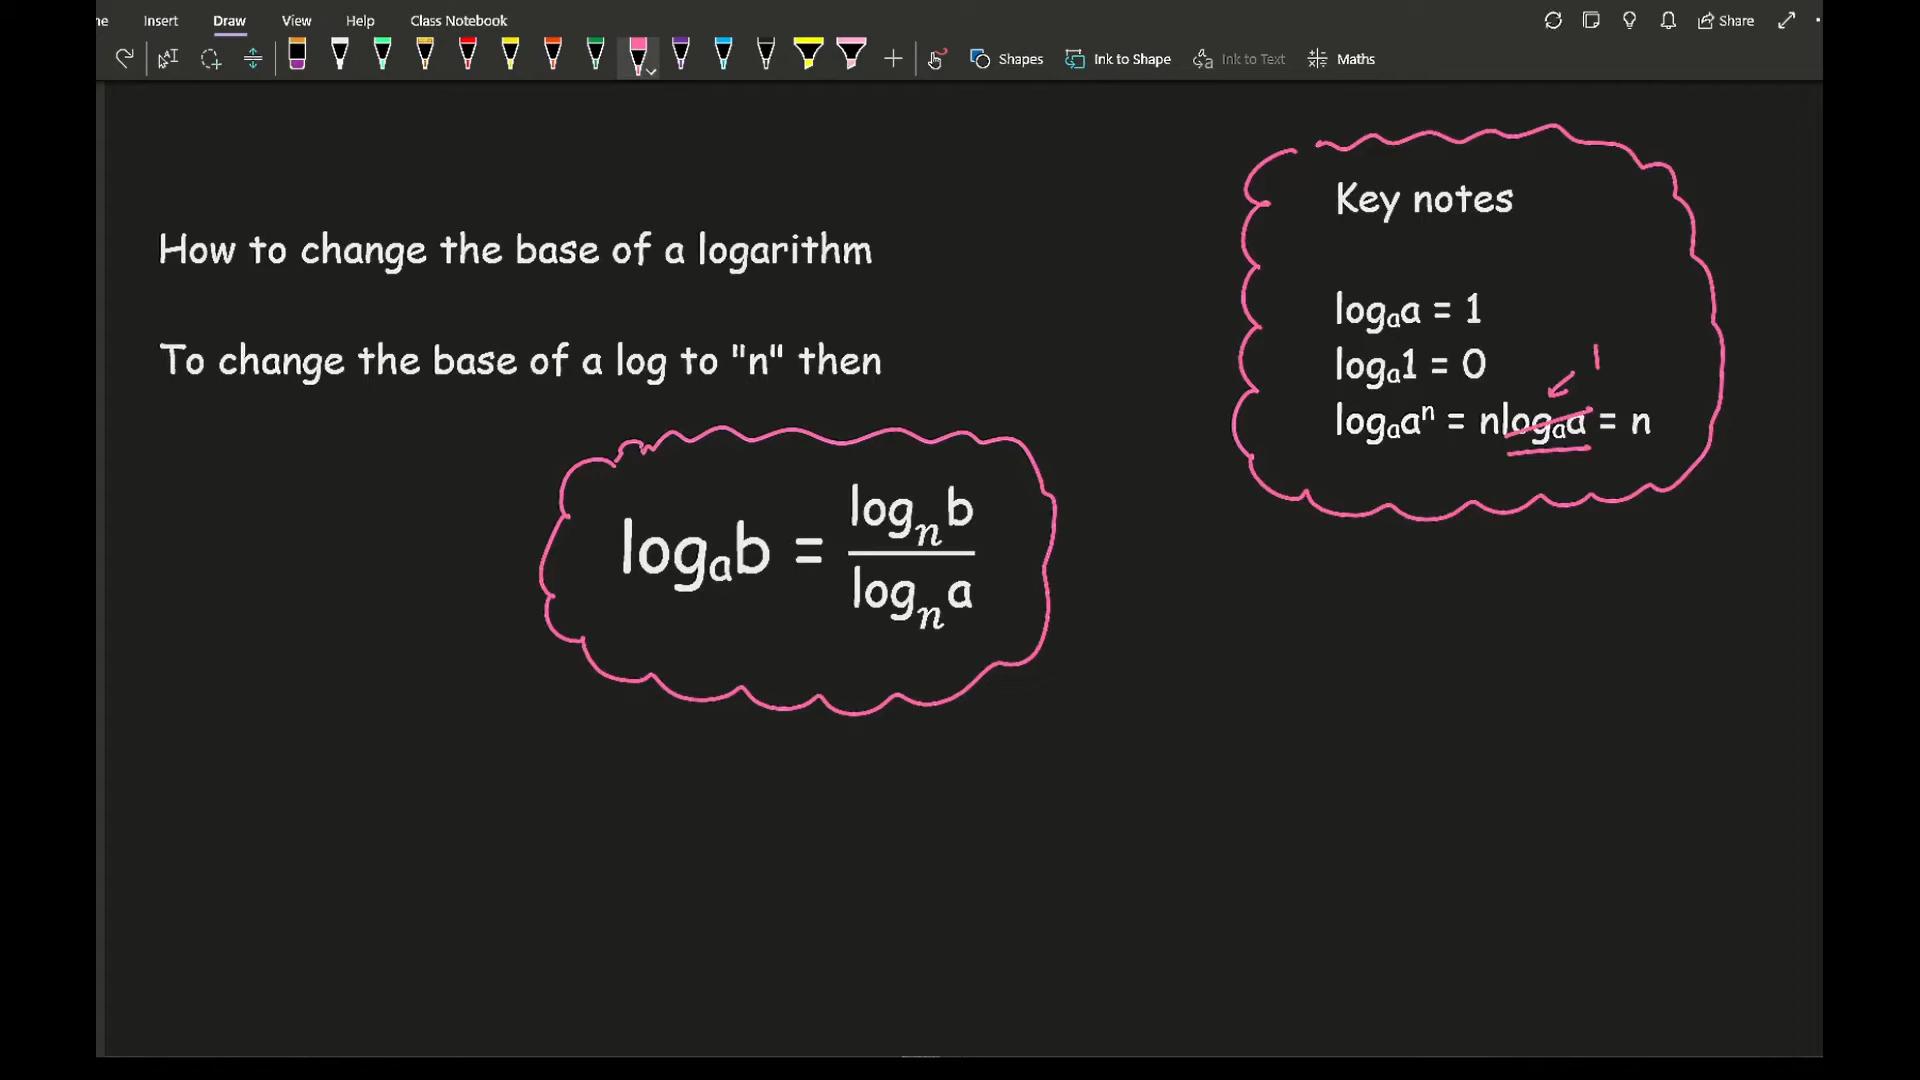 Insert Draw View Help Class Notebook Share
Shapes Ink to Shape Ink to Text Maths
How to change the base of a logarithm
To change the base of a log to "n" then
logₐb = \frac{logₙb}{logₙa}
Key notes
logₐa = 1
logₐ1 = 0
1
logₐaⁿ = nlogₐa = n